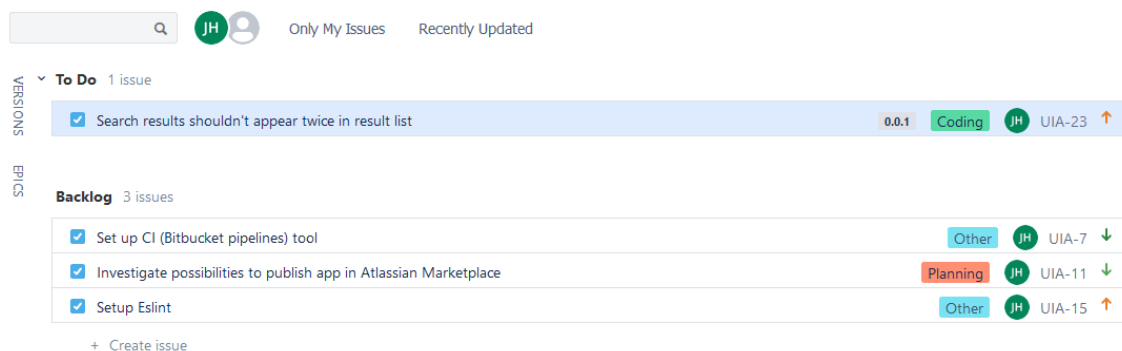 JH Only My Issues Recently Updated
VERSIONS
EPICS
To Do 1 issue
Search results shouldn't appear twice in result list 0.0.1 Coding JH UIA-23
Backlog 3 issues
Set up CI (Bitbucket pipelines) tool Other JH UIA-7
Investigate possibilities to publish app in Atlassian Marketplace Planning JH UIA-11
Setup Eslint Other JH UIA-15
+ Create issue